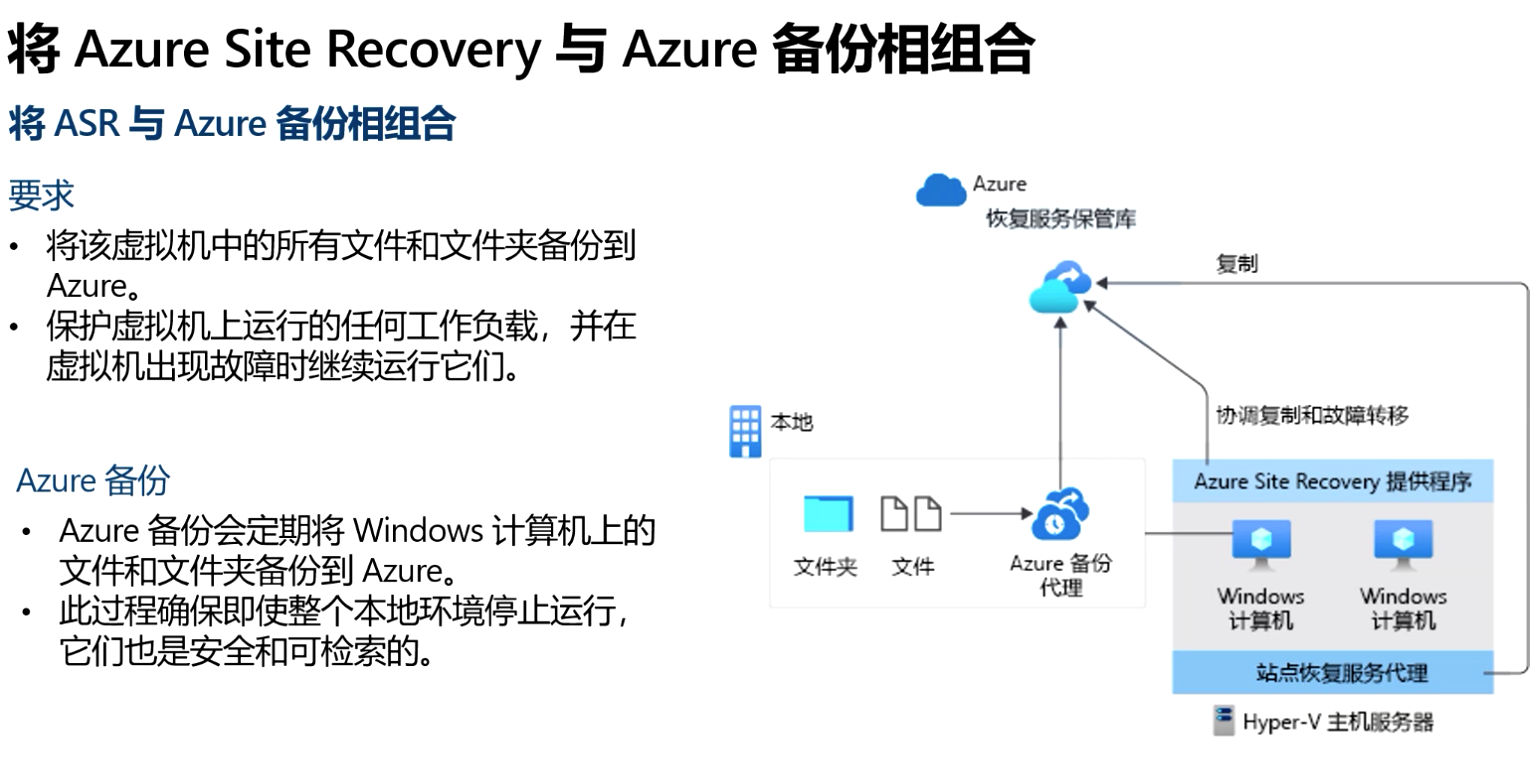 将 Azure Site Recovery 与 Azure 备份相组合
将 ASR 与 Azure 备份相组合
要求
• 将该虚拟机中的所有文件和文件夹备份到
Azure。
• 保护虚拟机上运行的任何工作负载，并在
虚拟机出现故障时继续运行它们。
Azure 备份
• Azure 备份会定期将 Windows 计算机上的
文件和文件夹备份到 Azure。
• 此过程确保即使整个本地环境停止运行，
它们也是安全和可检索的。
Azure
恢复服务保管库
复制
协调复制和故障转移
本地
文件夹
文件
Azure 备份
代理
Azure Site Recovery 提供程序
Windows
计算机
Windows
计算机
站点恢复服务代理
Hyper-V 主机服务器